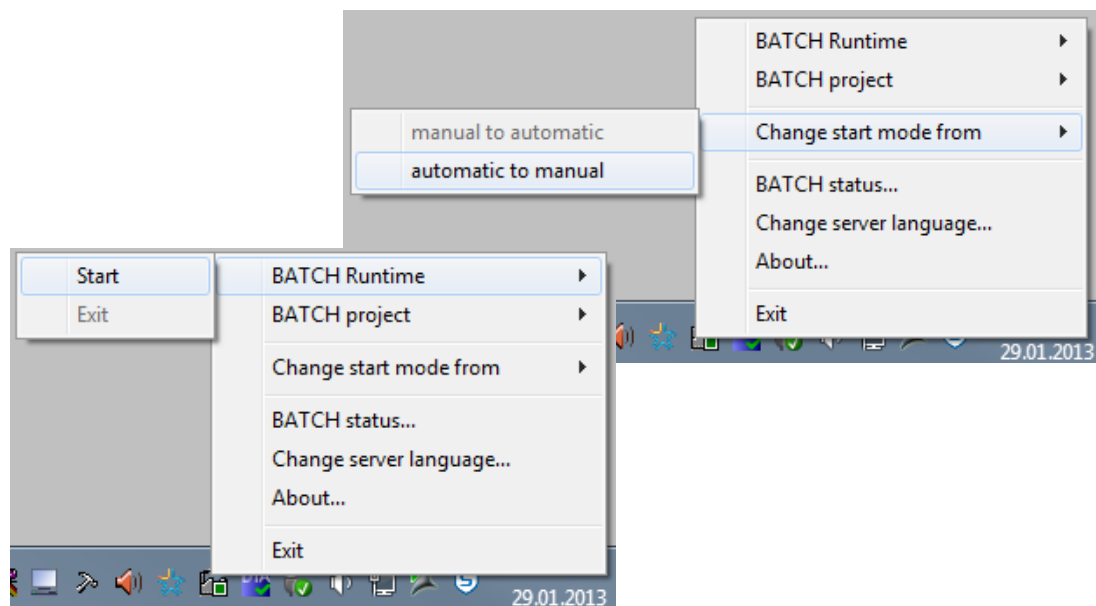 BATCH Runtime
BATCH project
manual to automatic
Change start mode from
automatic to manual
BATCH status...
Change server language...
About...
Exit
29.01.2013
Start
BATCH Runtime
Exit
BATCH project
Change start mode from
BATCH status...
Change server language...
About...
Exit
29.01.2013